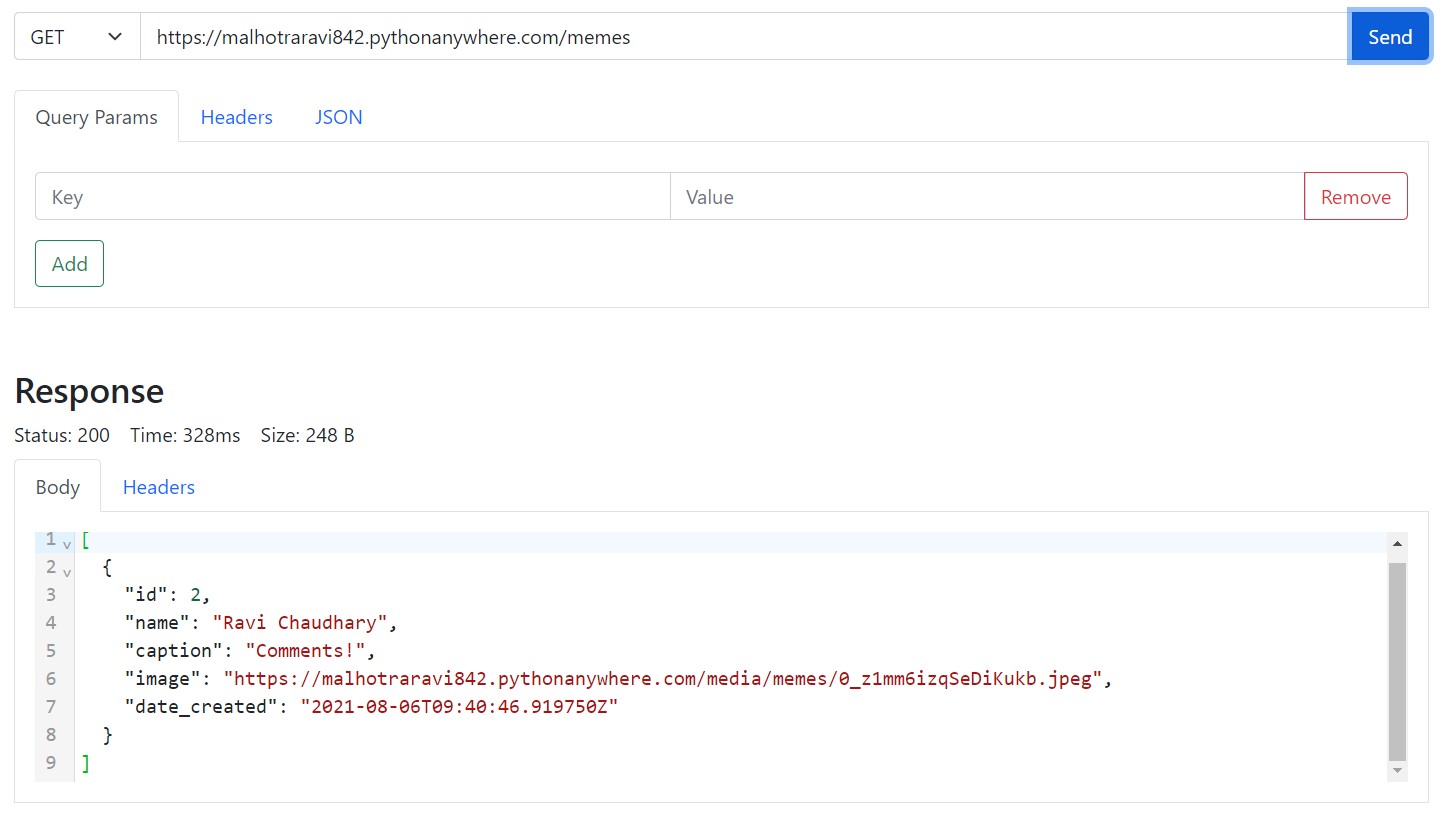 GET https://malhotraravi842.pythonanywhere.com/memes Send
Query Params Headers JSON
Key Value Remove
Add
Response
Status: 200 Time: 328ms Size: 248 B
Body Headers
1 [
2 {
3 "id": 2,
4 "name": "Ravi Chaudhary",
5 "caption": "Comments!",
6 "image": "https://malhotraravi842.pythonanywhere.com/media/memes/0_z1mm6izqSeDiKukb.jpeg",
7 "date_created": "2021-08-06T09:40:46.919750Z"
8 }
9 ]